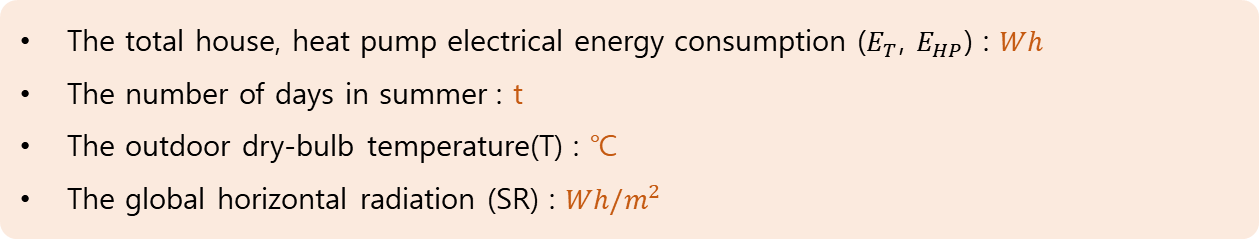 • The total house, heat pump electrical energy consumption (E_T, E_HP) : Wh
• The number of days in summer : t
• The outdoor dry-bulb temperature(T) : ℃
• The global horizontal radiation (SR) : Wh/m²